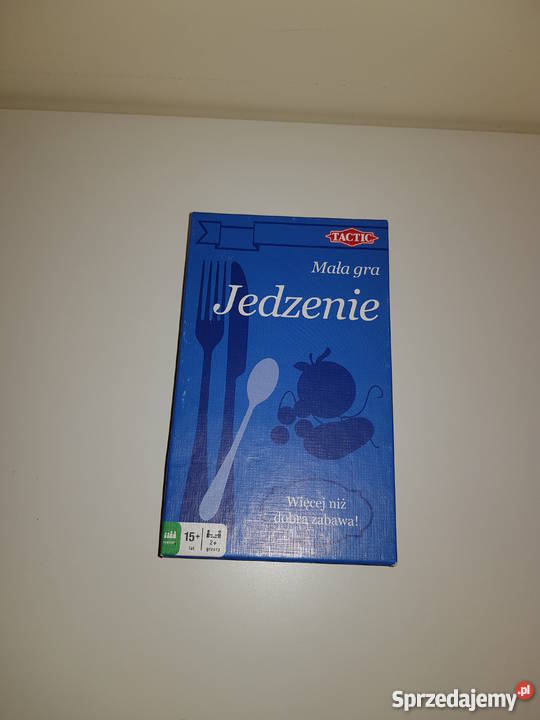 TACTIC
Mała gra
Jedzenie
Więcej niż
dobra zabawa!
15+
lat
2+
graczy
Sprzedajemy.pl